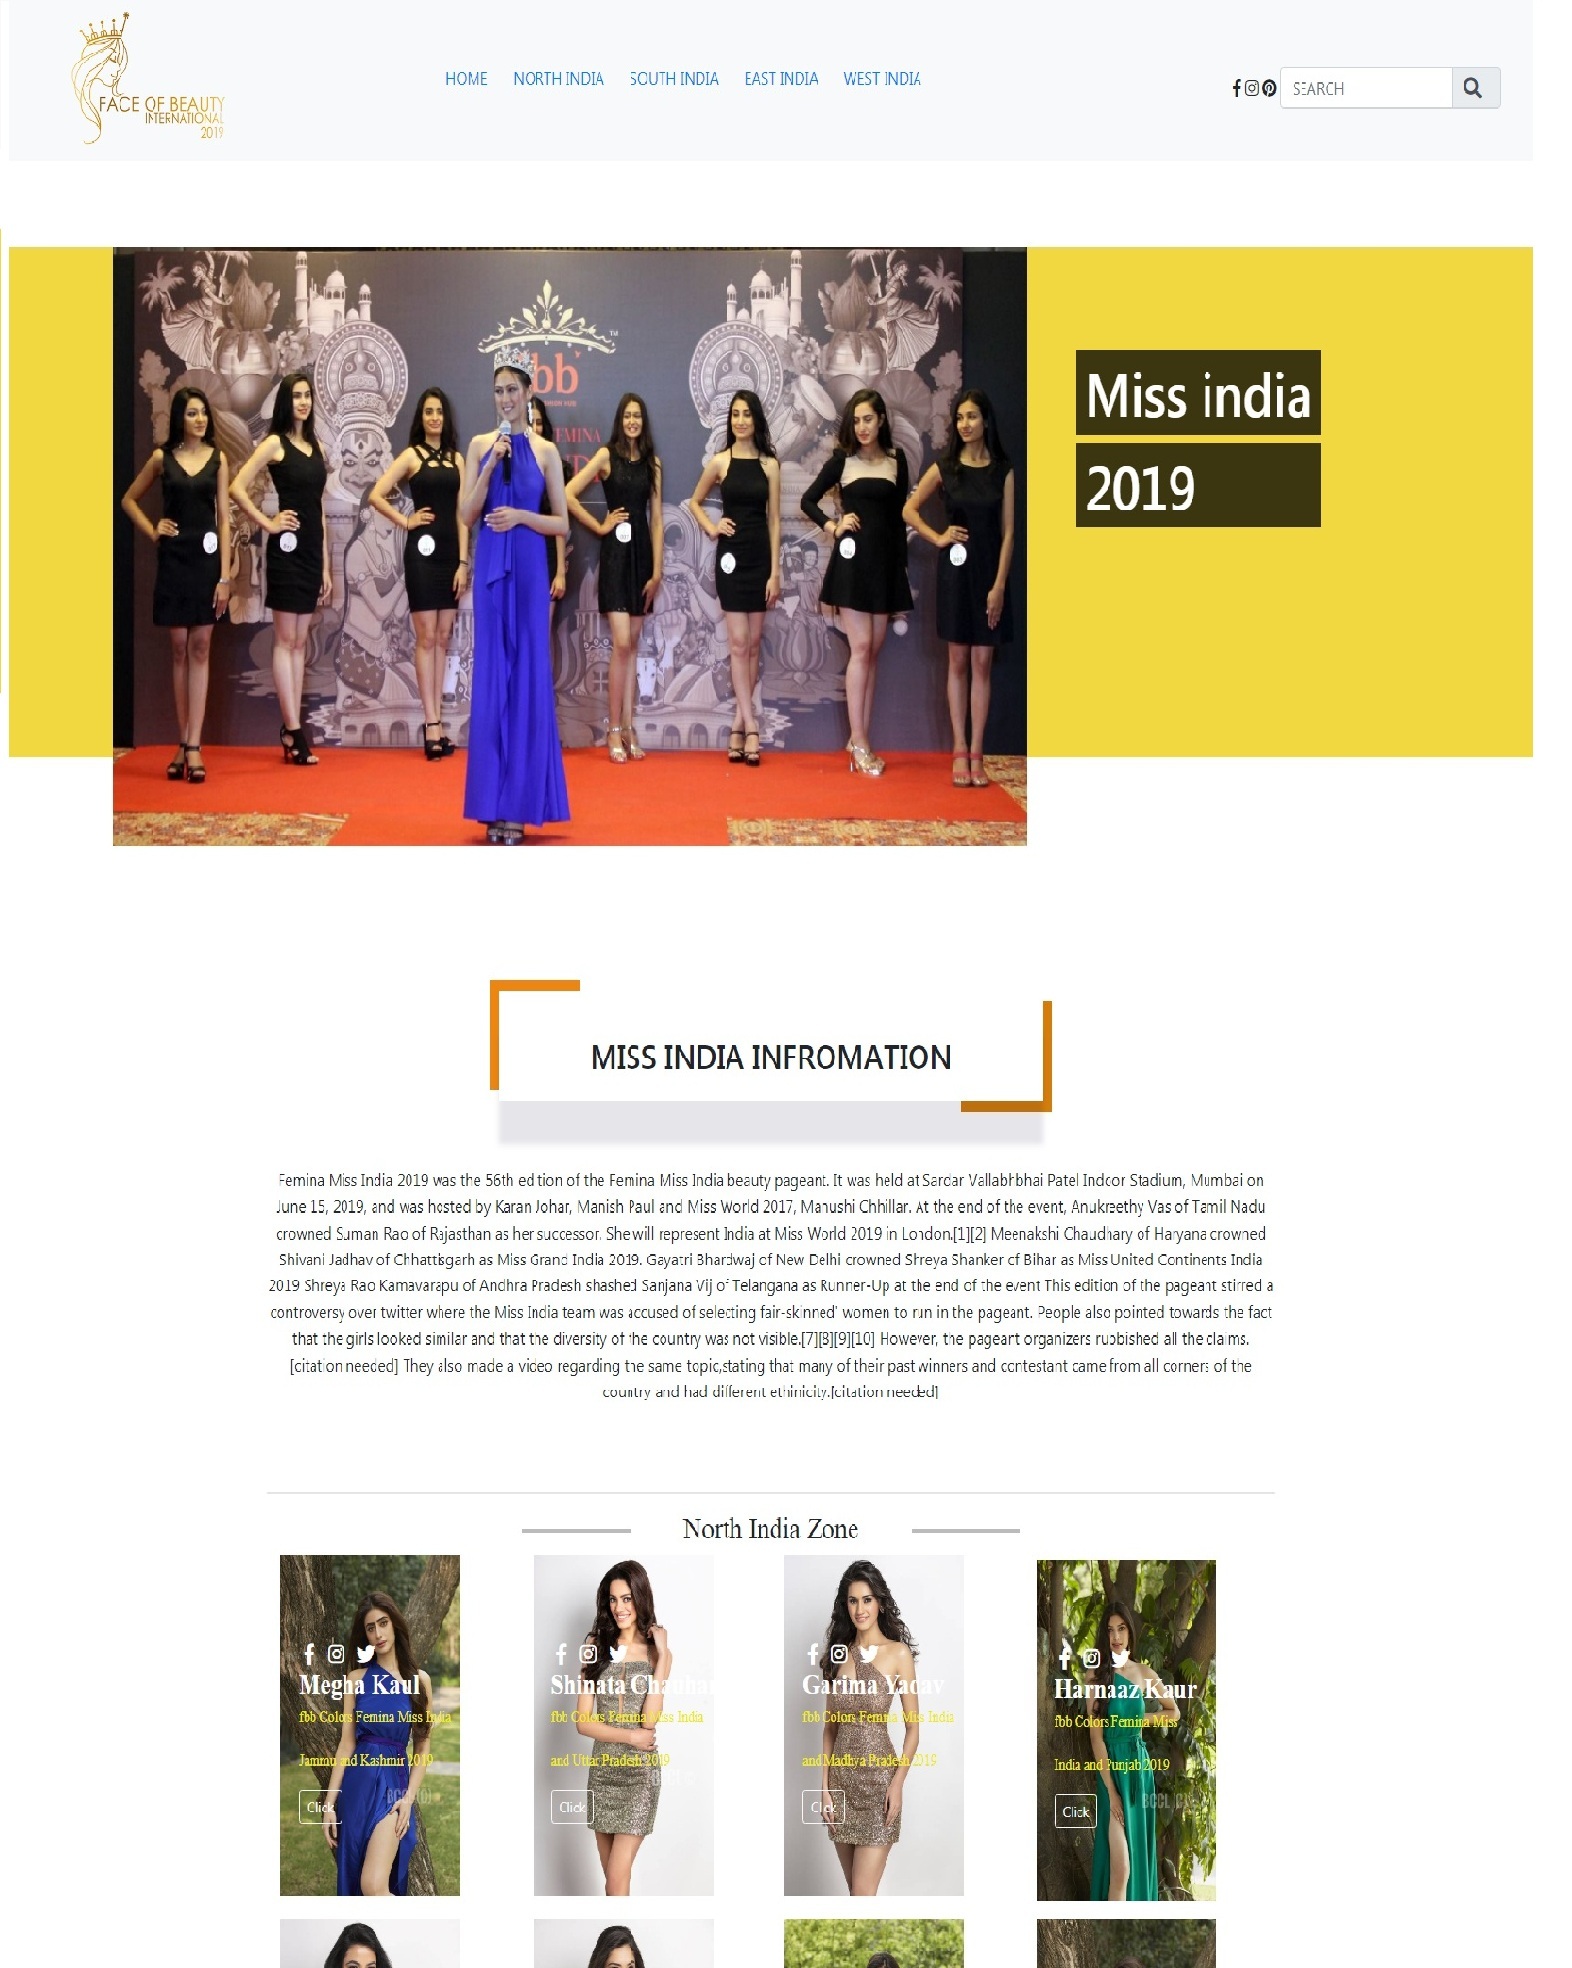 FACE OF BEAUTY
INTERNATIONAL
2019
HOME NORTH INDIA SOUTH INDIA EAST INDIA WEST INDIA
SEARCH
bb
FEMINA
Miss india
2019
MISS INDIA INFROMATION
Femina Miss India 2019 was the 56th edition of the Femina Miss India beauty pageant. It was held at Sardar Vallabhbhai Patel Indoor Stadium, Mumbai on
June 15, 2019, and was hosted by Karan Johar, Manish Paul and Miss World 2017, Manushi Chhillar. At the end of the event, Anukreethy Vas of Tamil Nadu
crowned Suman Rao of Rajasthan as her successor. She will represent India at Miss World 2019 in London.[1][2] Meenakshi Chaudhary of Haryana crowned
Shivani Jadhav of Chhattisgarh as Miss Grand India 2019. Gayatri Bhardwaj of New Delhi crowned Shreya Shanker of Bihar as Miss United Continents India
2019 Shreya Rao Kamavarapu of Andhra Pradesh shashed Sanjana Vij of Telangana as Runner-Up at the end of the event This edition of the pageant stirred a
controversy over twitter where the Miss India team was accused of selecting fair-skinned' women to run in the pageant. People also pointed towards the fact
that the girls looked similar and that the diversity of the country was not visible.[7][8][9][10] However, the pageant organizers rubbished all the claims.
[citation needed] They also made a video regarding the same topic,stating that many of their past winners and contestant came from all corners of the
country and had different ethinicity.[citation needed]
North India Zone
Megha Kaul
fbb Colors Femina Miss India
Jammu and Kashmir 2019
Click
Shinata Chauhan
fbb Colors Femina Miss India
and Uttar Pradesh 2019
Click
Garima Yadav
fbb Colors Femina Miss India
and Madhya Pradesh 2019
Click
Harnaaz Kaur
fbb Colors Femina Miss
India and Punjab 2019
Click